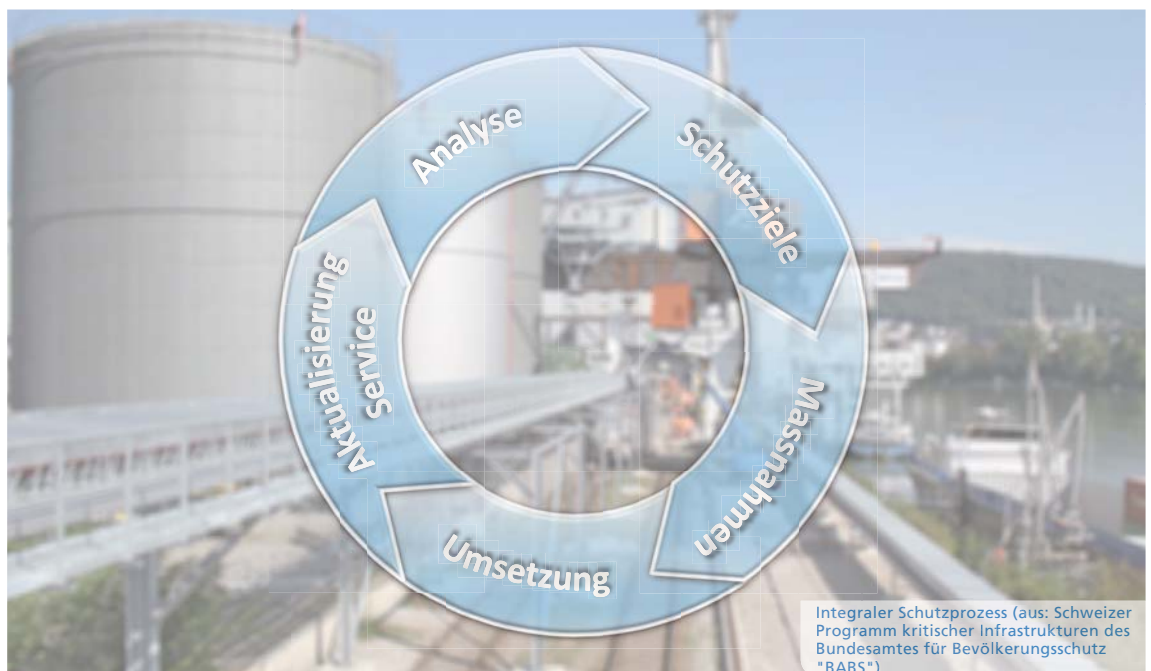 Analyse
Schutzziele
Massnahmen
Umsetzung
Aktualisierung
Service
Integraler Schutzprozess (aus: Schweizer
Programm kritischer Infrastrukturen des
Bundesamtes für Bevölkerungsschutz
"BABS")